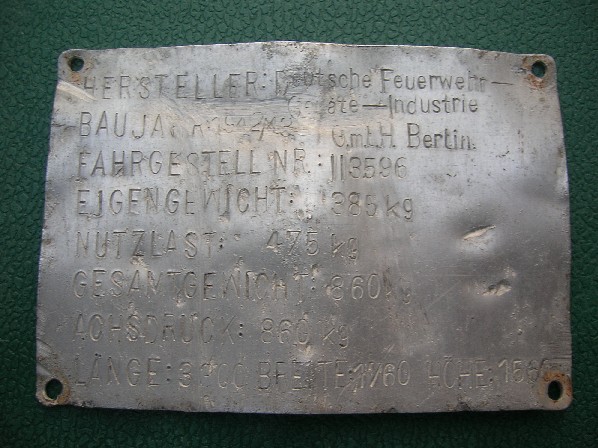 HERSTELLER: Deutsche Feuerwehr—
Geräte—Industrie
BAUJAHR: G.m.b.H. Berlin.
FAHRGESTELL NR.: 113596
EIGENGEWICHT: 385 kg
NUTZLAST: 475 kg
GESAMTGEWICHT: 860 kg
ACHSDRUCK: 860 kg
LÄNGE: BREITE: 1760 HÖHE: